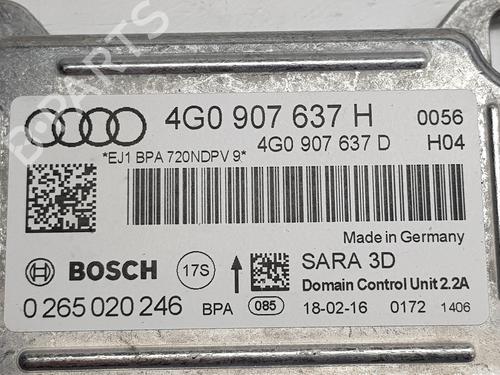 4G0 907 637 H 0056
4G0 907 637 D H04
*EJ1 BPA 720NDPV 9*
Made in Germany
BOSCH 17S SARA 3D
Domain Control Unit 2.2A
0 265 020 246 BPA 085 18-02-16 0172 1406
B-PARTS